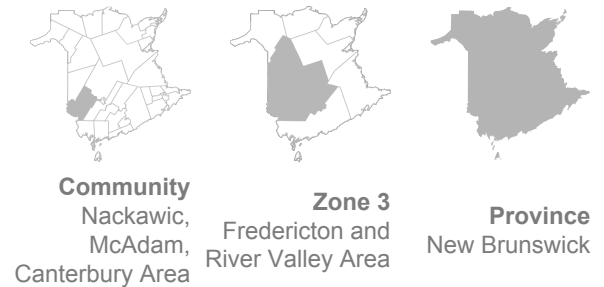 Community
Nackawic,
McAdam,
Canterbury Area
Zone 3
Fredericton and
River Valley Area
Province
New Brunswick